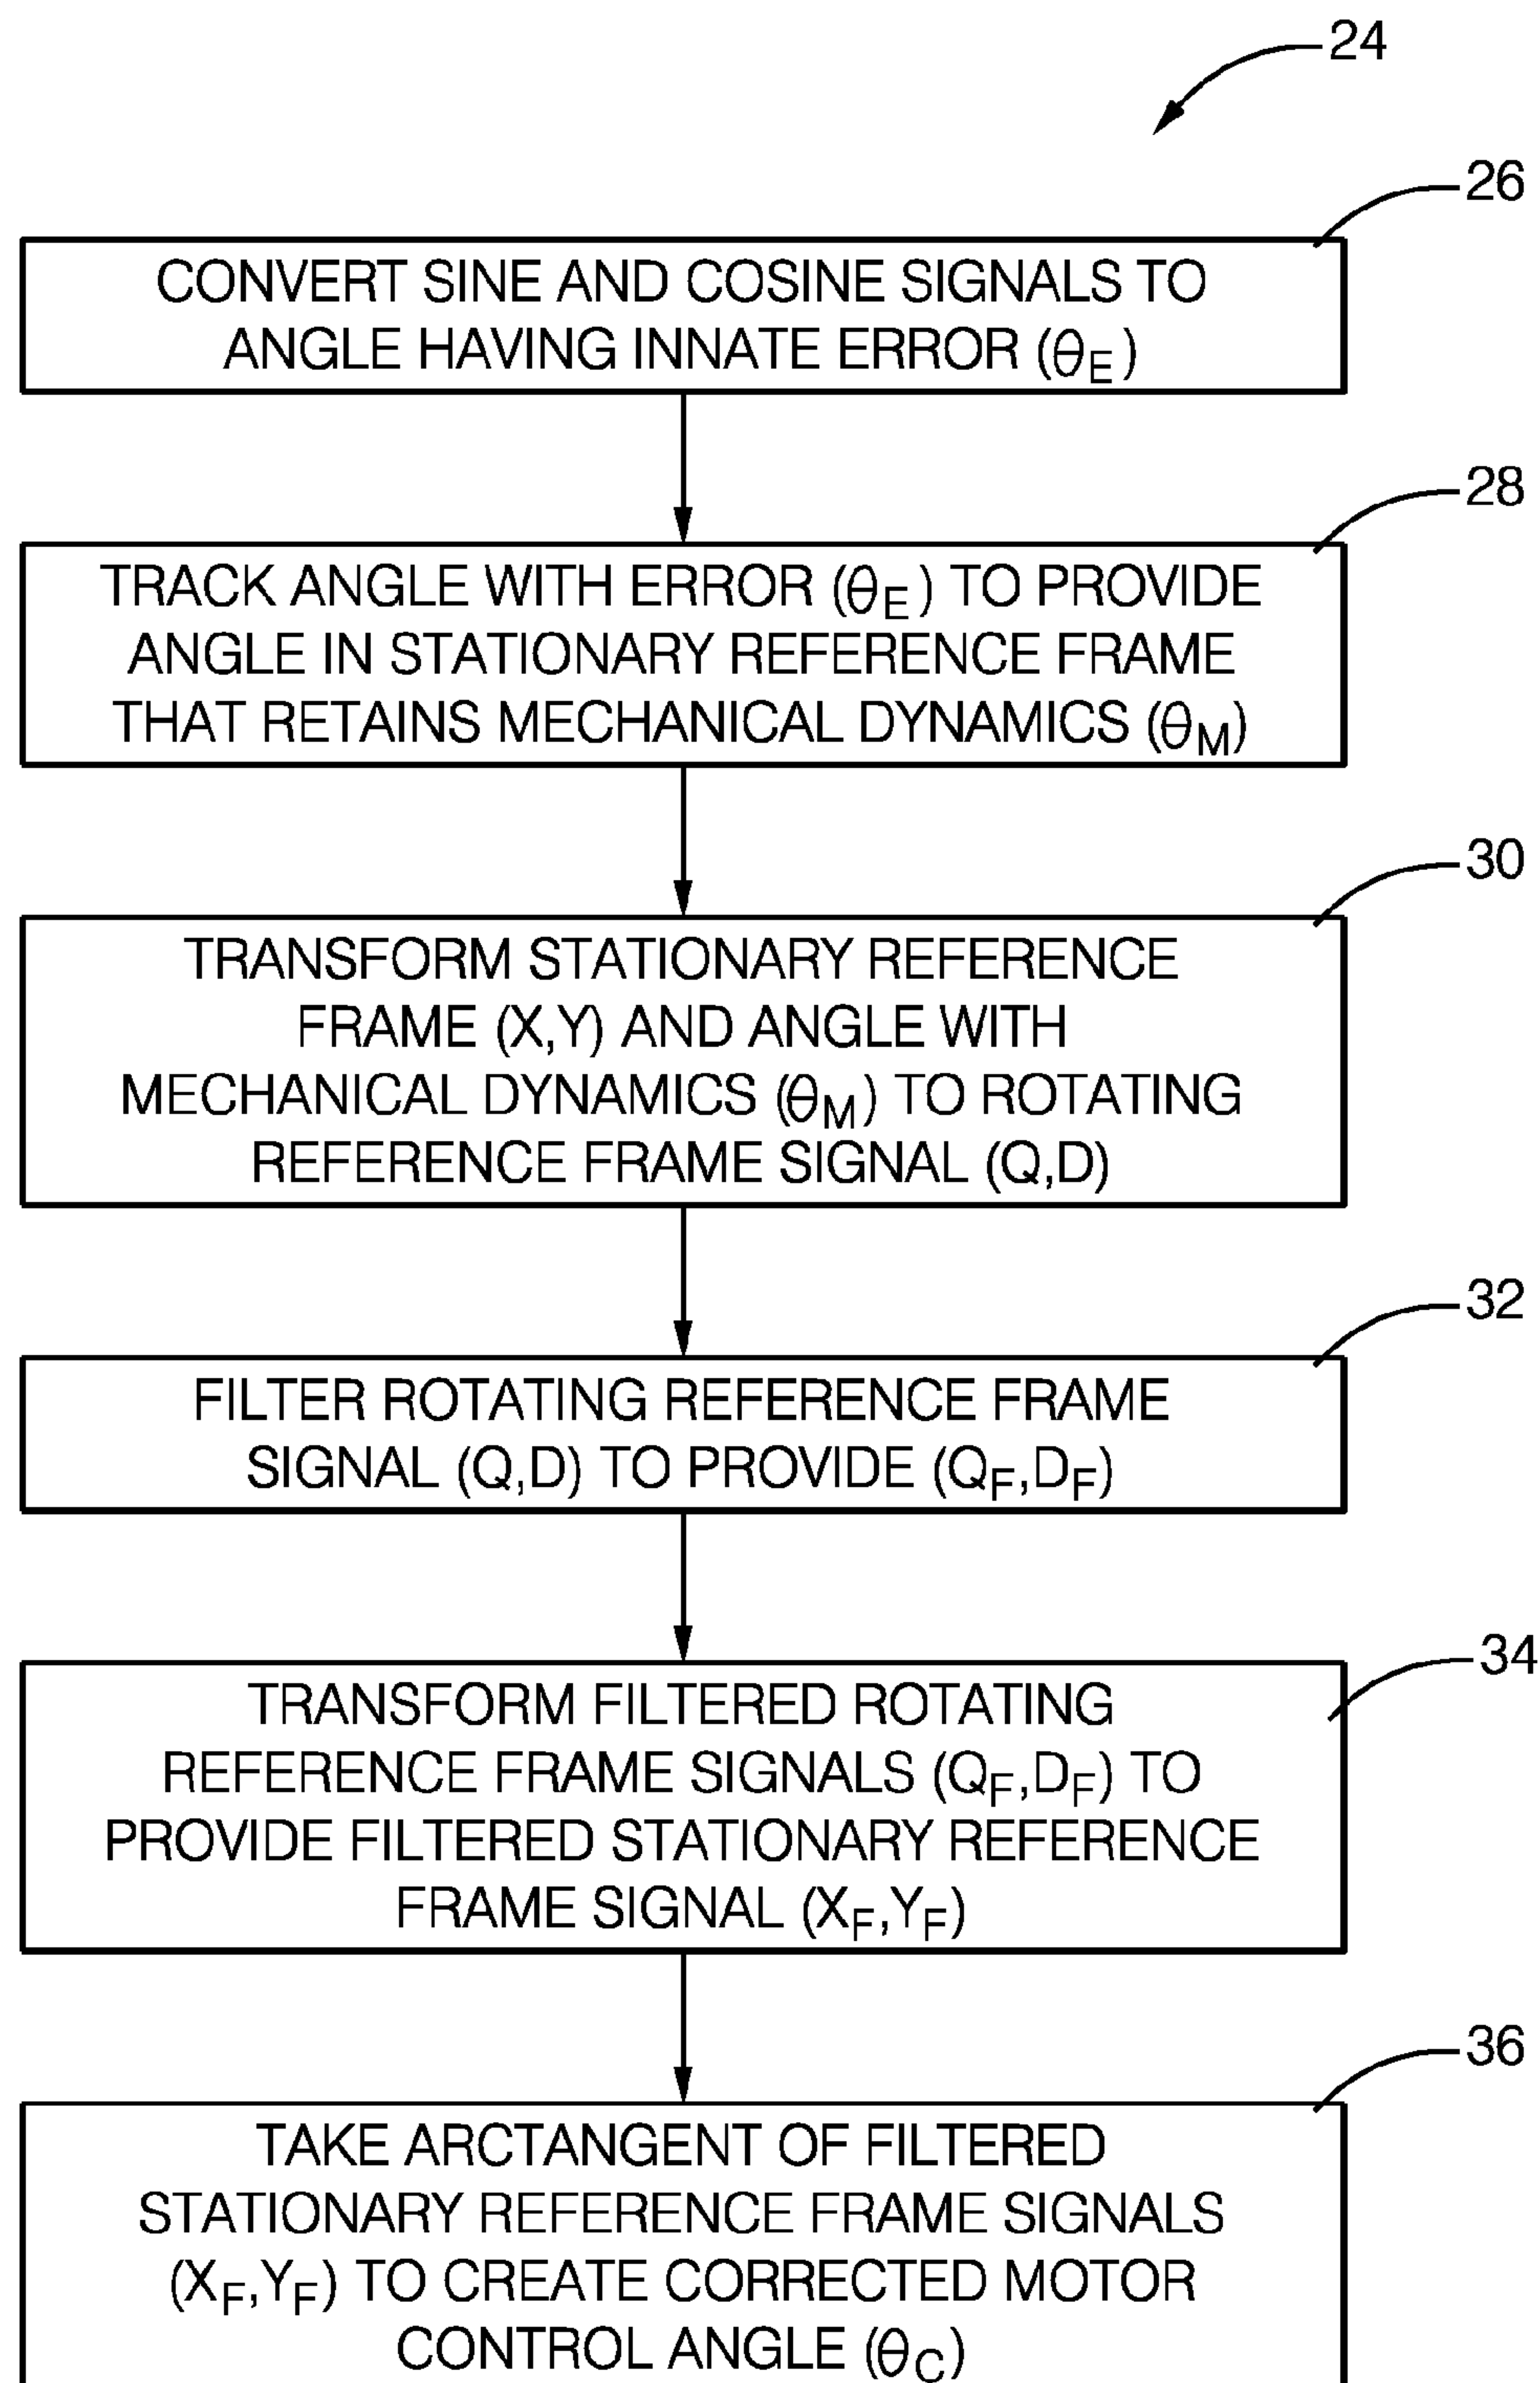 24
26
CONVERT SINE AND COSINE SIGNALS TO
ANGLE HAVING INNATE ERROR (θE)
28
TRACK ANGLE WITH ERROR (θE) TO PROVIDE
ANGLE IN STATIONARY REFERENCE FRAME
THAT RETAINS MECHANICAL DYNAMICS (θM)
30
TRANSFORM STATIONARY REFERENCE
FRAME (X,Y) AND ANGLE WITH
MECHANICAL DYNAMICS (θM) TO ROTATING
REFERENCE FRAME SIGNAL (Q,D)
32
FILTER ROTATING REFERENCE FRAME
SIGNAL (Q,D) TO PROVIDE (QF,DF)
34
TRANSFORM FILTERED ROTATING
REFERENCE FRAME SIGNALS (QF,DF) TO
PROVIDE FILTERED STATIONARY REFERENCE
FRAME SIGNAL (XF,YF)
36
TAKE ARCTANGENT OF FILTERED
STATIONARY REFERENCE FRAME SIGNALS
(XF,YF) TO CREATE CORRECTED MOTOR
CONTROL ANGLE (θC)